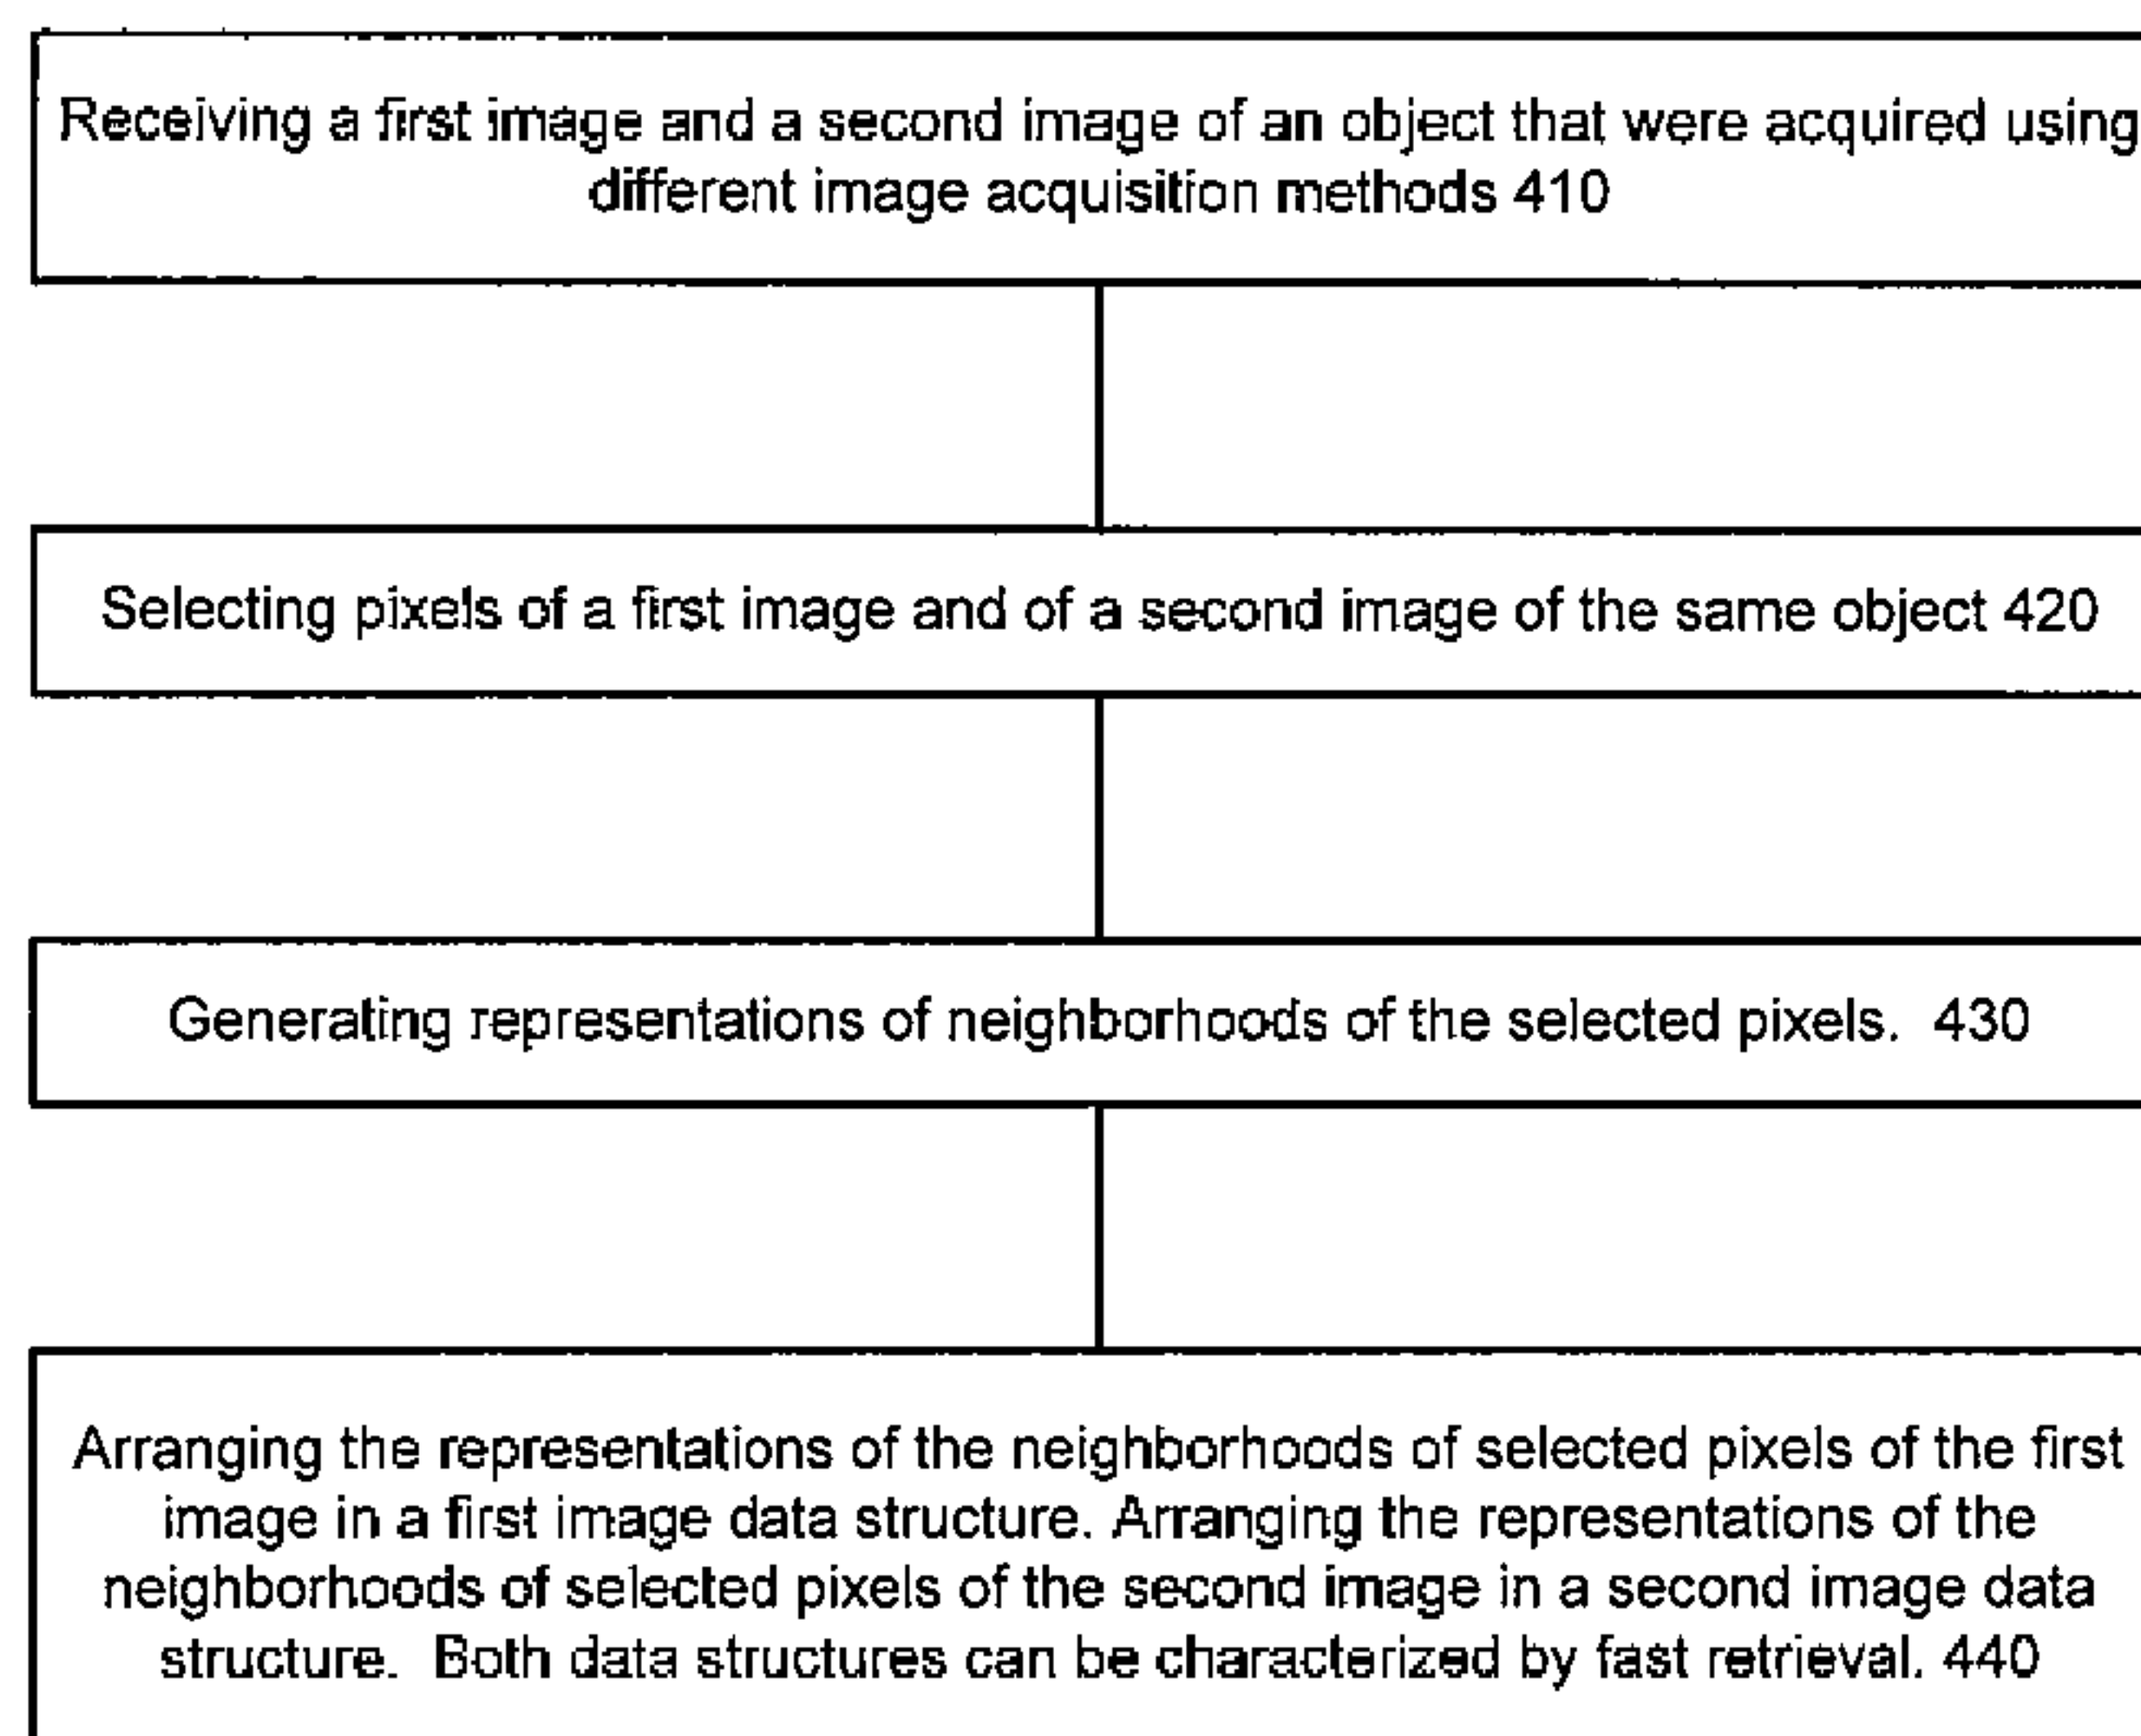 Receiving a first image and a second image of an object that were acquired using
different image acquisition methods 410
Selecting pixels of a first image and of a second image of the same object 420
Generating representations of neighborhoods of the selected pixels. 430
Arranging the representations of the neighborhoods of selected pixels of the first
image in a first image data structure. Arranging the representations of the
neighborhoods of selected pixels of the second image in a second image data
structure. Both data structures can be characterized by fast retrieval. 440